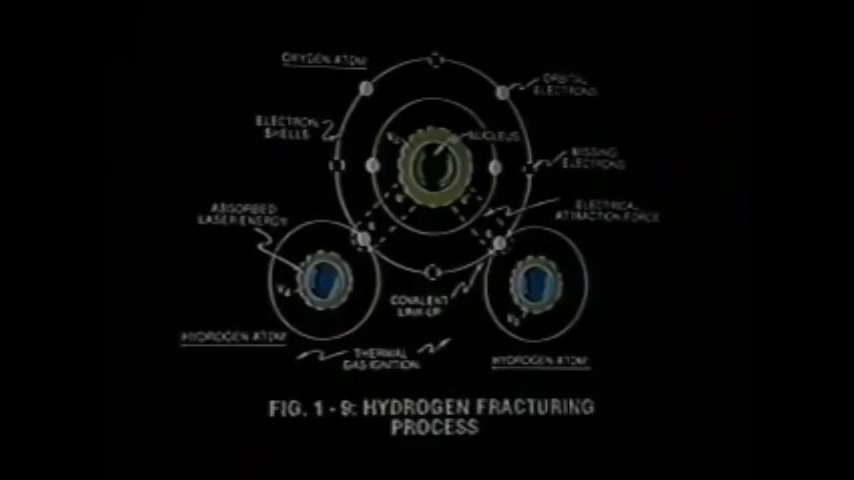 OXYGEN ATOM
ORBITAL
ELECTRONS
ELECTRON
SHELLS
NUCLEUS
MISSING
ELECTRONS
ABSORBED
LASER ENERGY
ELECTRICAL
ATTRACTION FORCE
COVALENT
LINK-UP
HYDROGEN ATOM
THERMAL
GAS IGNITION
HYDROGEN ATOM
FIG. 1 - 9: HYDROGEN FRACTURING
PROCESS